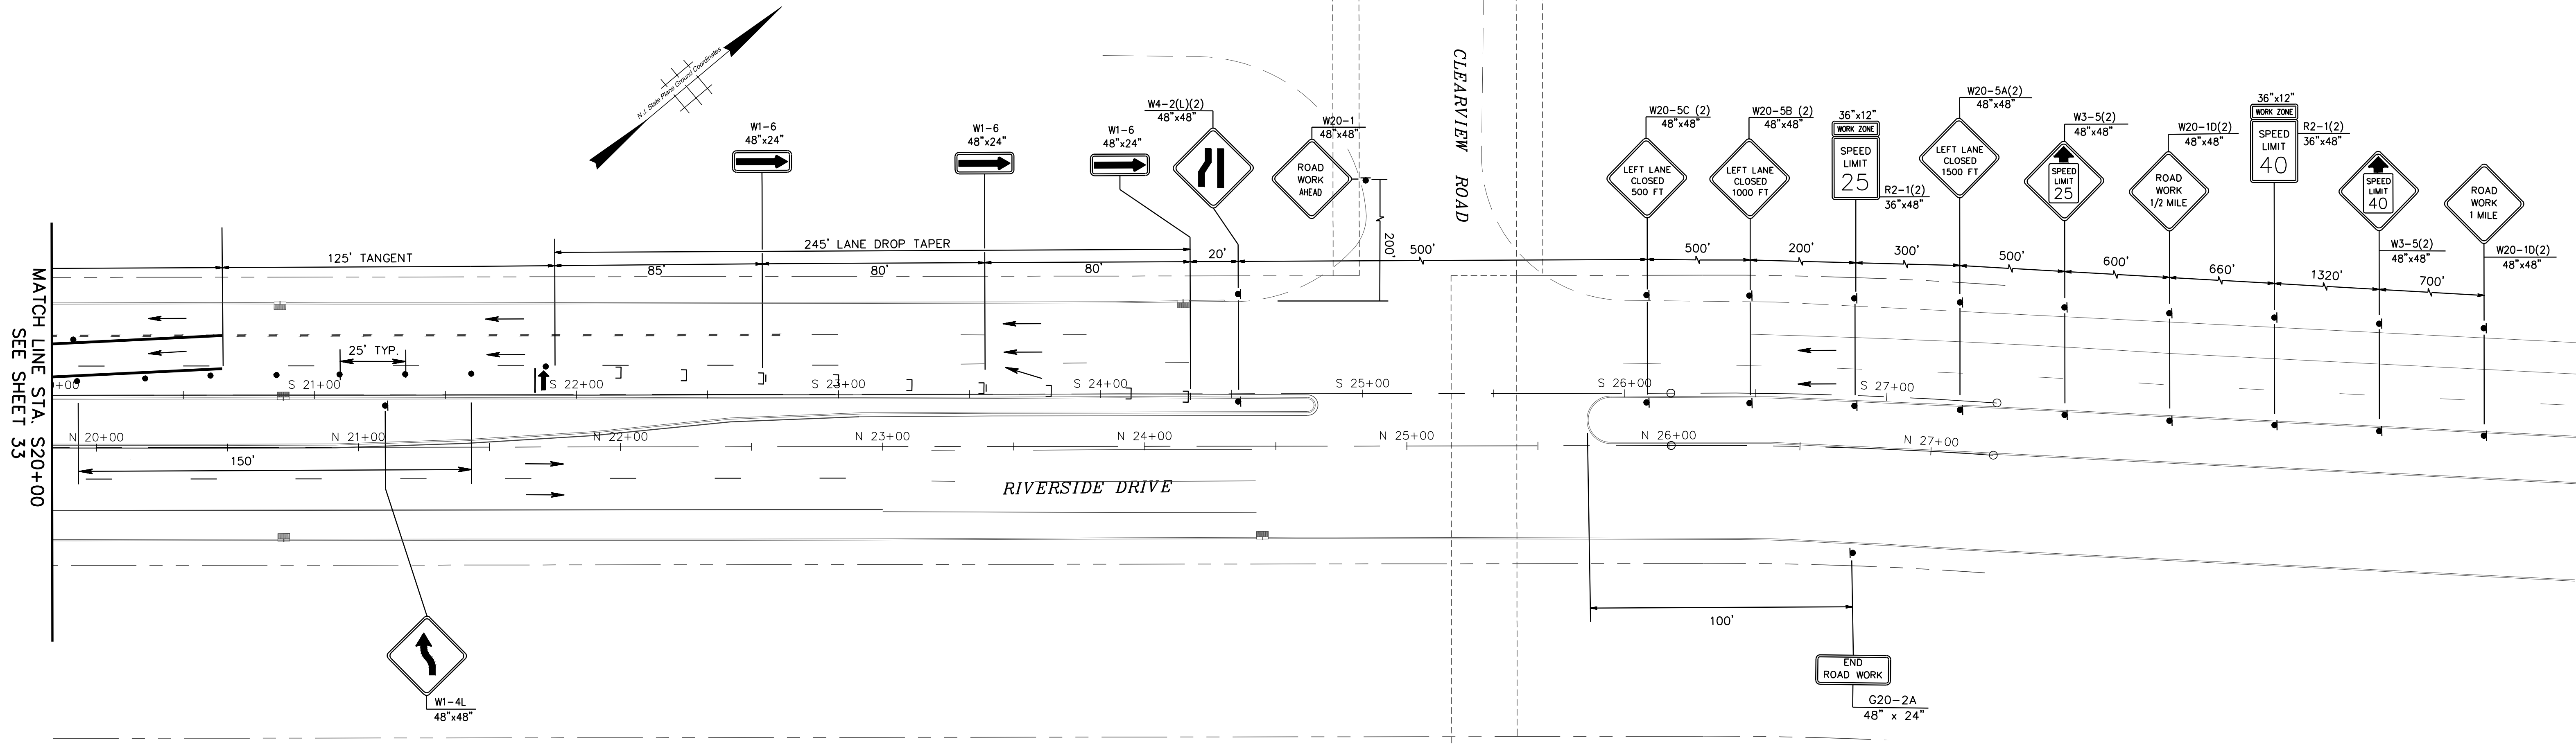 N.J. State Plane Ground Coordinates
CLEARVIEW ROAD
W1-6
48"x24"
W1-6
48"x24"
W1-6
48"x24"
W4-2(L)(2)
48"x48"
W20-1
48"x48"
ROAD
WORK
AHEAD
W20-5C (2)
48"x48"
LEFT LANE
CLOSED
500 FT
W20-5B (2)
48"x48"
LEFT LANE
CLOSED
1000 FT
36"x12"
WORK ZONE
SPEED
LIMIT
25
R2-1(2)
36"x48"
W20-5A(2)
48"x48"
LEFT LANE
CLOSED
1500 FT
W3-5(2)
48"x48"
SPEED
LIMIT
25
W20-1D(2)
48"x48"
ROAD
WORK
1/2 MILE
36"x12"
WORK ZONE
SPEED
LIMIT
40
R2-1(2)
36"x48"
SPEED
LIMIT
40
W3-5(2)
48"x48"
ROAD
WORK
1 MILE
W20-1D(2)
48"x48"
125' TANGENT
245' LANE DROP TAPER
85'
80'
80'
20'
200'
500'
500'
200'
300'
500'
600'
660'
1320'
700'
MATCH LINE STA. S20+00
SEE SHEET 33
25' TYP.
0+00
S 21+00
S 22+00
S 23+00
S 24+00
S 25+00
S 26+00
S 27+00
N 20+00
N 21+00
N 22+00
N 23+00
N 24+00
N 25+00
N 26+00
N 27+00
150'
RIVERSIDE DRIVE
100'
END
ROAD WORK
G20-2A
48" x 24"
W1-4L
48"x48"